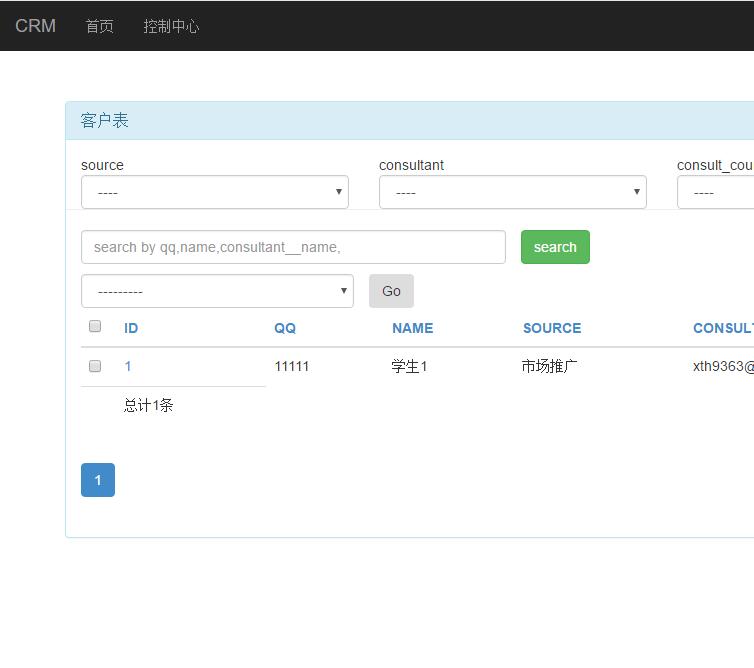 CRM 首页 控制中心
客户表
source consultant consult_cou
---- ---- ----
search by qq,name,consultant__name, search
--------- Go
ID QQ NAME SOURCE CONSULT
1 11111 学生1 市场推广 xth9363@
总计1条
1